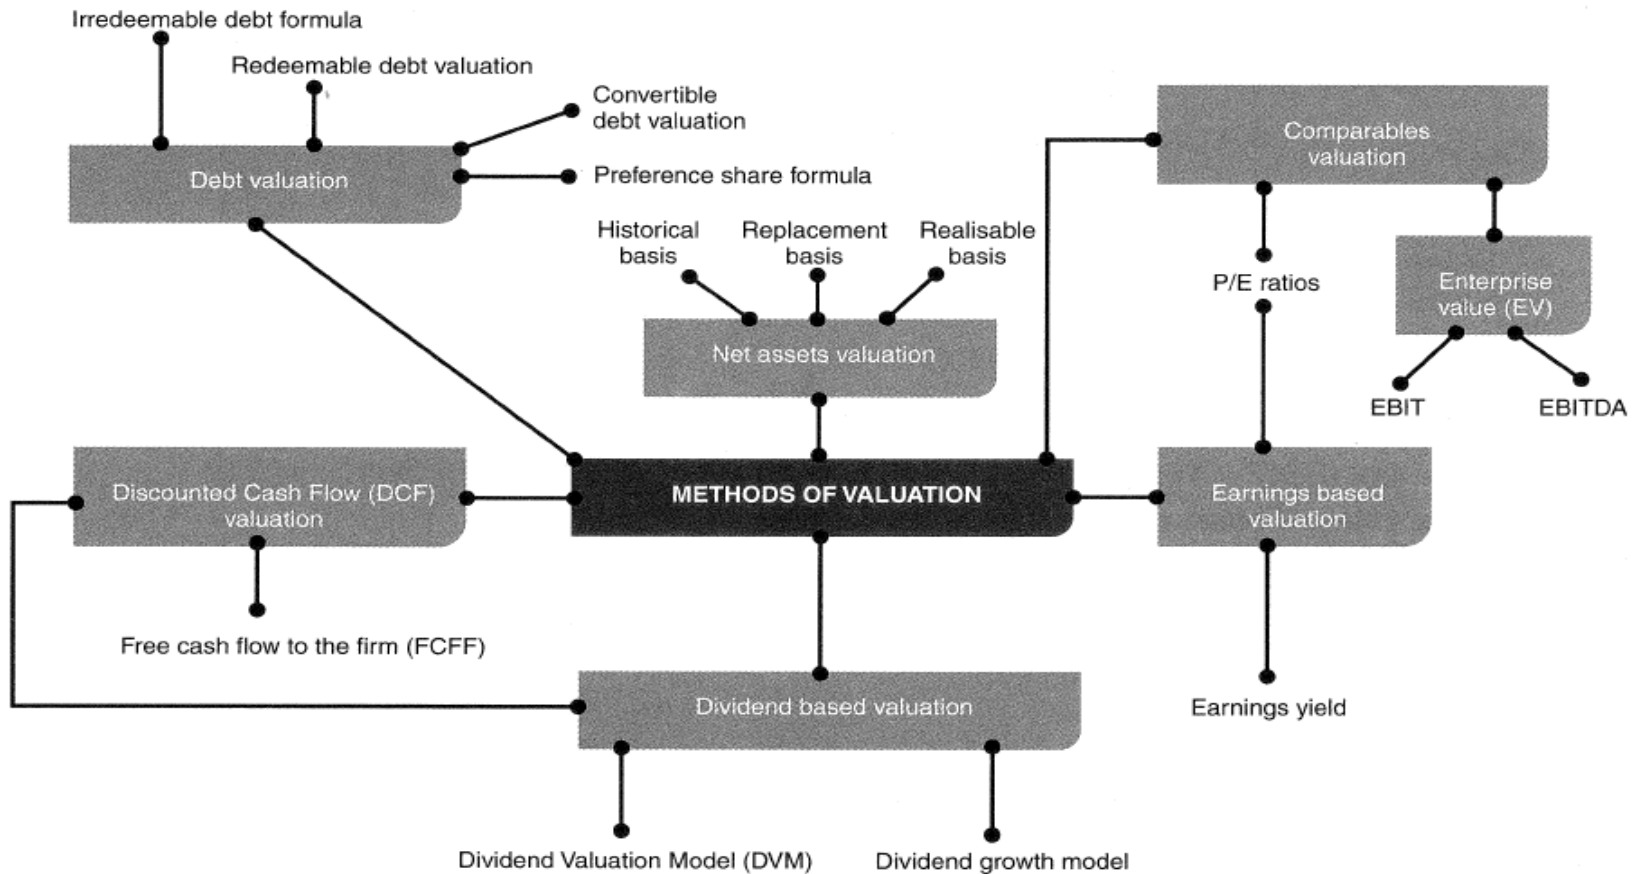 Irredeemable debt formula
Redeemable debt valuation
Convertible
debt valuation
Preference share formula
Debt valuation
Comparables
valuation
Historical
basis
Replacement
basis
Realisable
basis
P/E ratios
Enterprise
value (EV)
Net assets valuation
EBIT
EBITDA
Discounted Cash Flow (DCF)
valuation
METHODS OF VALUATION
Earnings based
valuation
Free cash flow to the firm (FCFF)
Dividend based valuation
Earnings yield
Dividend Valuation Model (DVM)
Dividend growth model